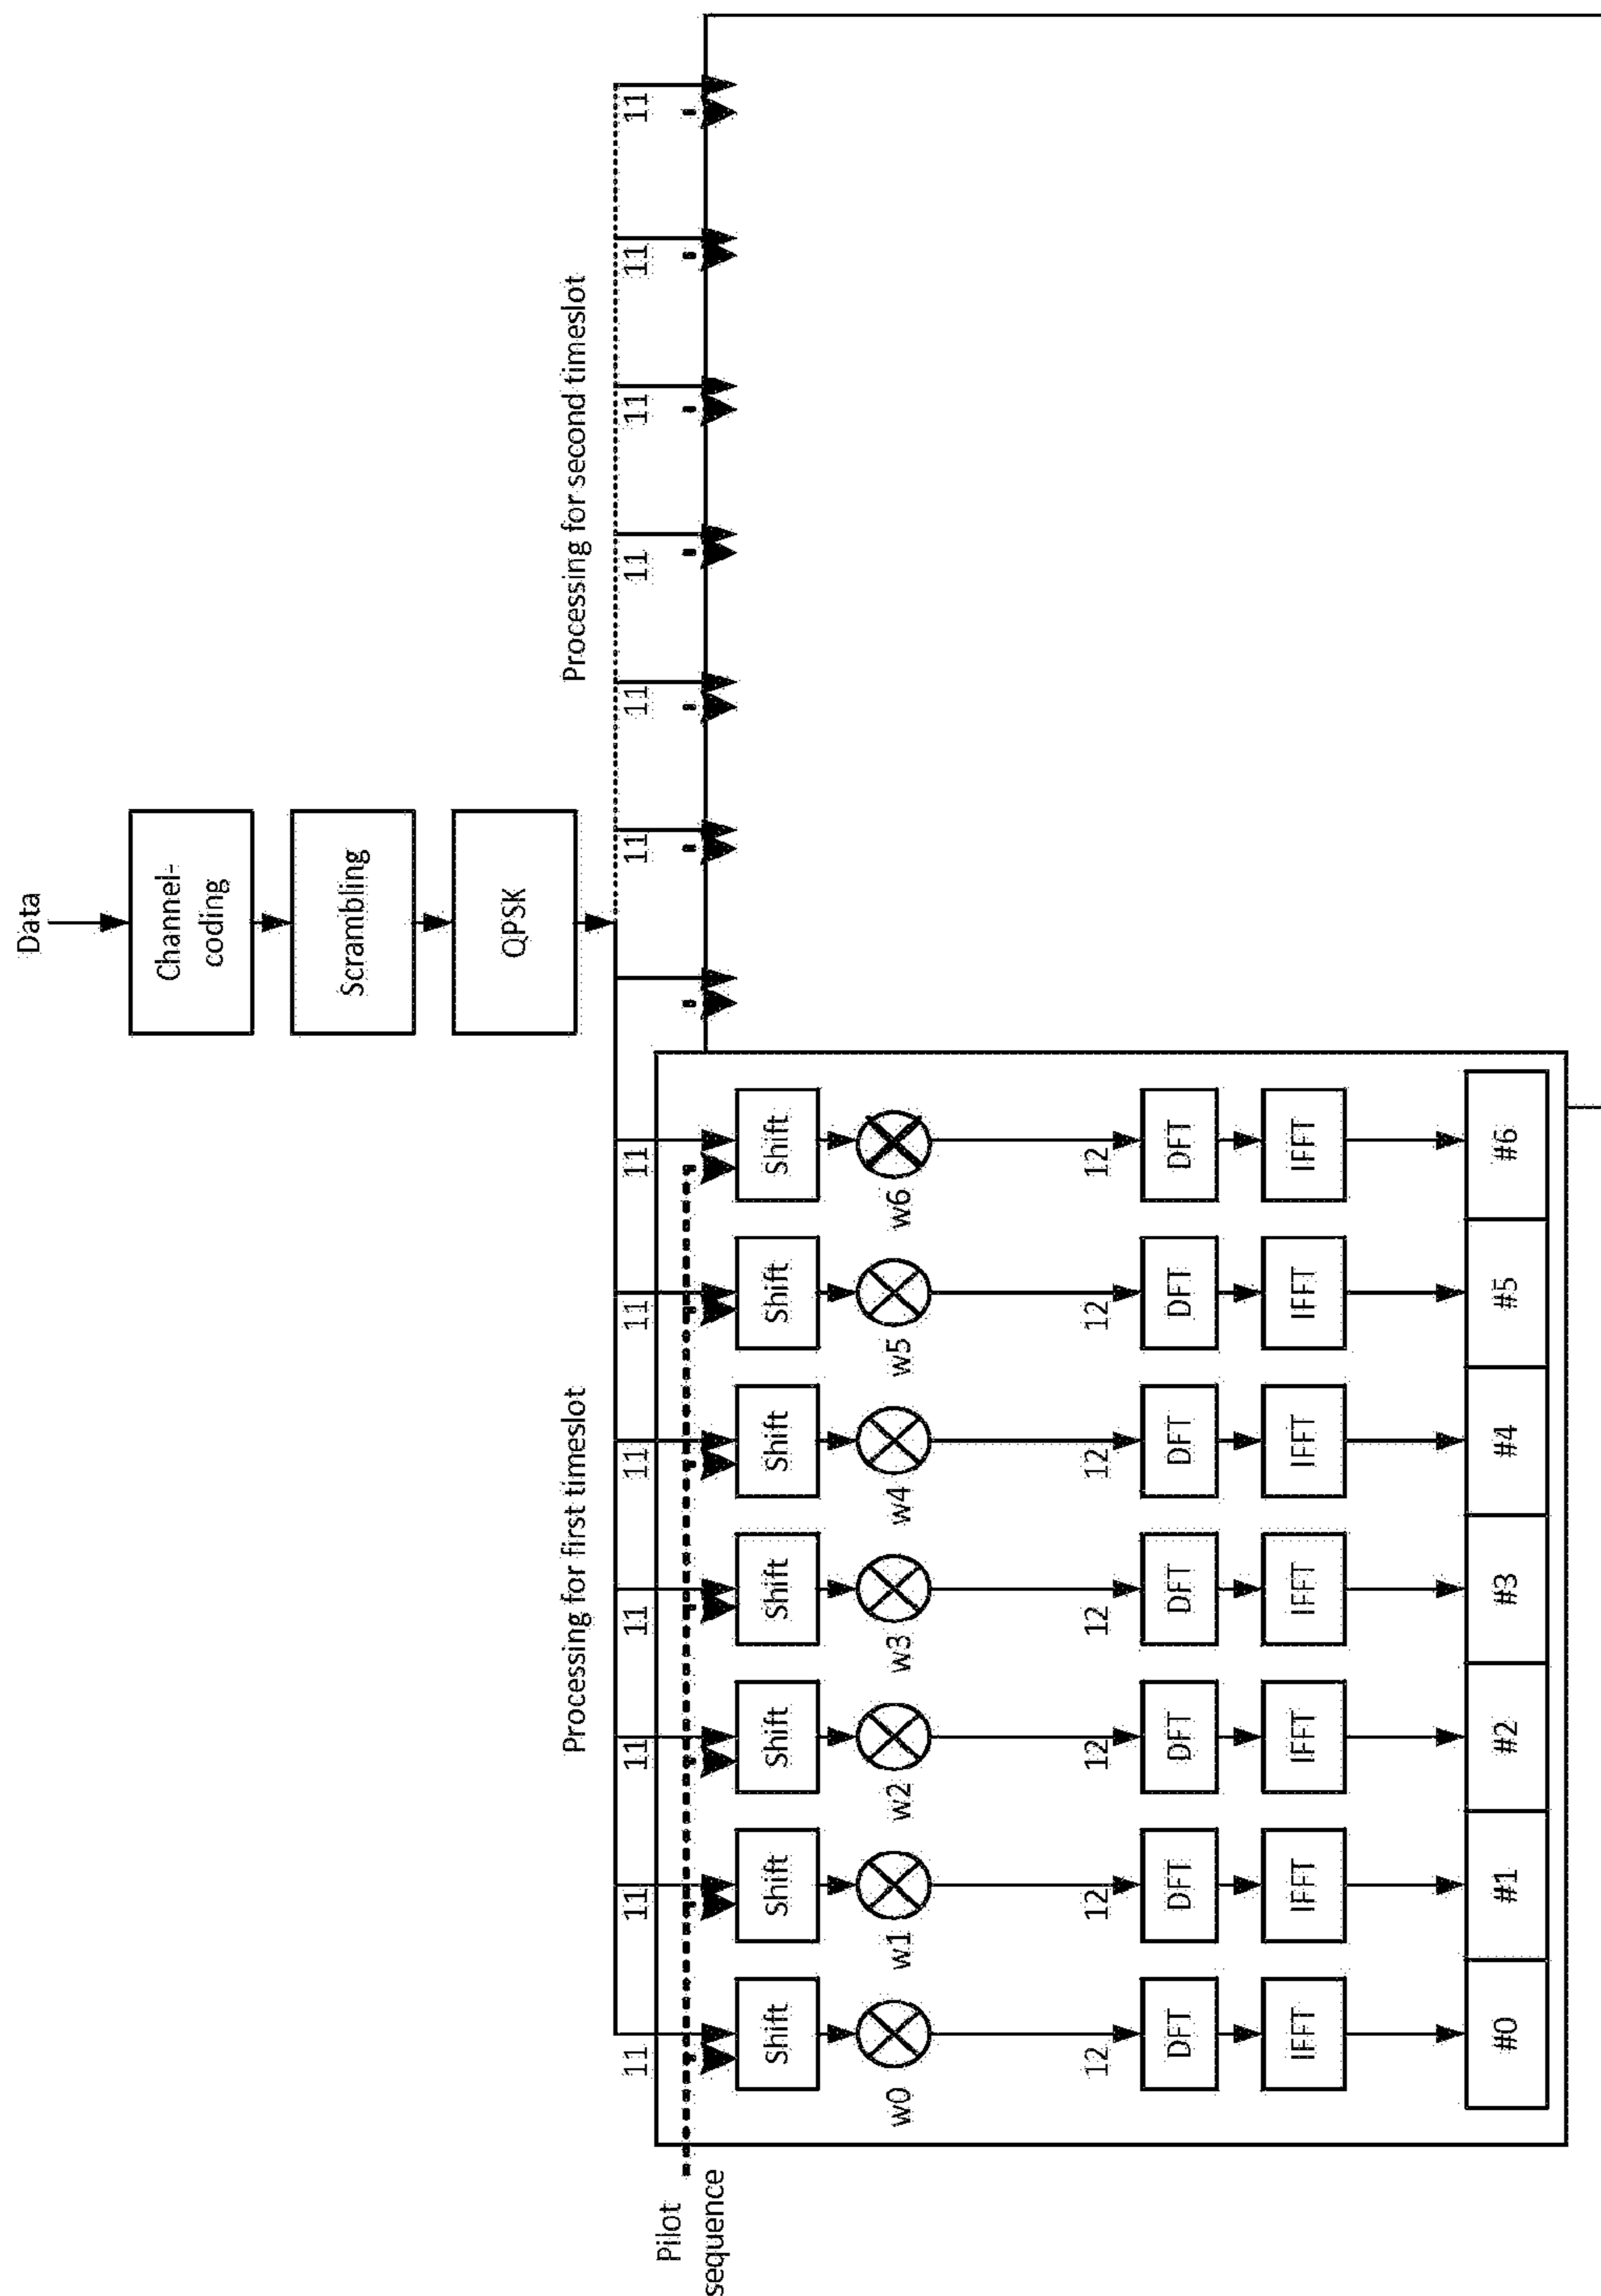 Data
Channel-
coding
Scrambling
QPSK
Processing for first timeslot
Processing for second timeslot
11 11 11 11 11 11 11 11 11 11 11 11 11
Pilot
sequence
Shift Shift Shift Shift Shift Shift Shift
w0 w1 w2 w3 w4 w5 w6
12 12 12 12 12 12 12
DFT DFT DFT DFT DFT DFT DFT
IFFT IFFT IFFT IFFT IFFT IFFT IFFT
#0 #1 #2 #3 #4 #5 #6